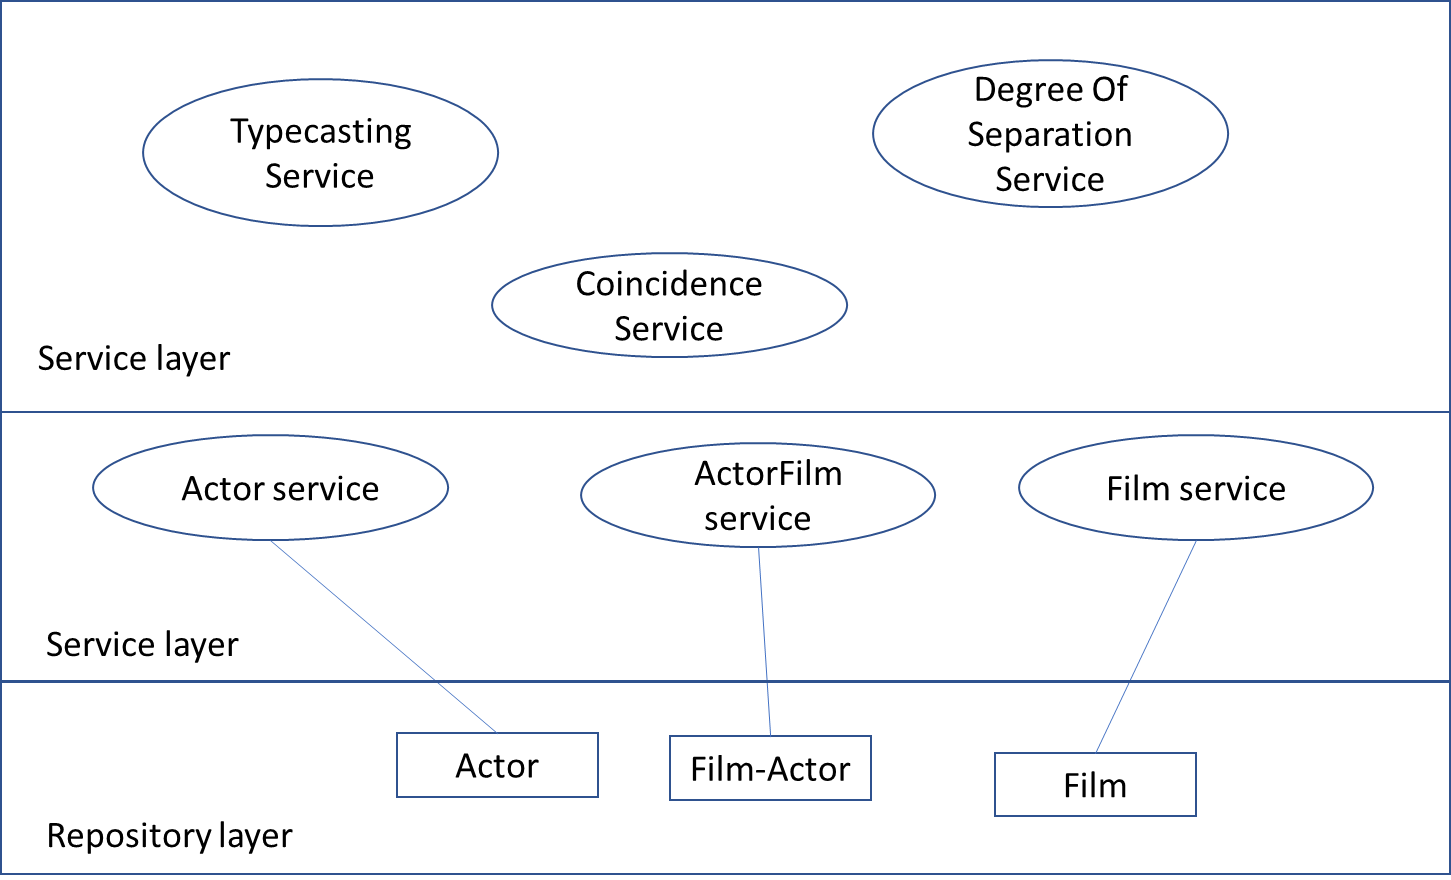 Typecasting
Service
Degree Of
Separation
Service
Coincidence
Service
Service layer
Actor service
ActorFilm
service
Film service
Service layer
Actor
Film-Actor
Film
Repository layer